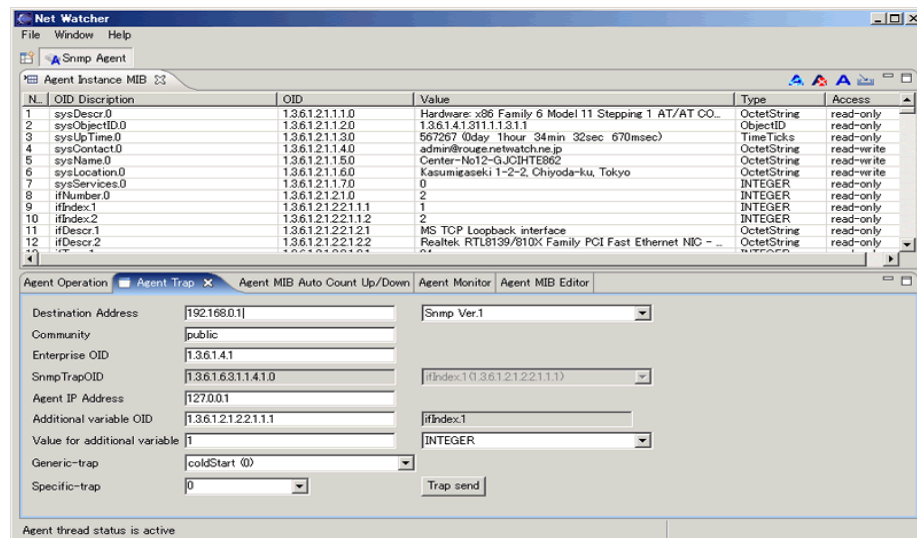 Net Watcher
File Window Help
Snmp Agent
Agent Instance MIB
N... OID Discription OID Value Type Access
1 sysDescr.0 1.3.6.1.2.1.1.1.0 Hardware: x86 Family 6 Model 11 Stepping 1 AT/AT CO... OctetString read-only
2 sysObjectID.0 1.3.6.1.2.1.1.2.0 1.3.6.1.4.1.311.1.1.3.1.1 ObjectID read-only
3 sysUpTime.0 1.3.6.1.2.1.1.3.0 567267 (0day 1hour 34min 32sec 670msec) TimeTicks read-only
4 sysContact.0 1.3.6.1.2.1.1.4.0 admin@rouge.netwatch.ne.jp OctetString read-write
5 sysName.0 1.3.6.1.2.1.1.5.0 Center-No12-GJCIHTE862 OctetString read-write
6 sysLocation.0 1.3.6.1.2.1.1.6.0 Kasumigaseki 1-2-2, Chiyoda-ku, Tokyo OctetString read-write
7 sysServices.0 1.3.6.1.2.1.1.7.0 0 INTEGER read-only
8 ifNumber.0 1.3.6.1.2.1.2.1.0 2 INTEGER read-only
9 ifIndex.1 1.3.6.1.2.1.2.2.1.1.1 1 INTEGER read-only
10 ifIndex.2 1.3.6.1.2.1.2.2.1.1.2 2 INTEGER read-only
11 ifDescr.1 1.3.6.1.2.1.2.2.1.2.1 MS TCP Loopback interface OctetString read-only
12 ifDescr.2 1.3.6.1.2.1.2.2.1.2.2 Realtek RTL8139/810X Family PCI Fast Ethernet NIC - ... OctetString read-only
Agent Operation Agent Trap Agent MIB Auto Count Up/Down Agent Monitor Agent MIB Editor
Destination Address 192.168.0.1 Snmp Ver.1
Community public
Enterprise OID 1.3.6.1.4.1
SnmpTrapOID 1.3.6.1.6.3.1.1.4.1.0 ifIndex.1(1.3.6.1.2.1.2.2.1.1.1)
Agent IP Address 127.0.0.1
Additional variable OID 1.3.6.1.2.1.2.2.1.1.1 ifIndex.1
Value for additional variable 1 INTEGER
Generic-trap coldStart (0)
Specific-trap 0 Trap send
Agent thread status is active